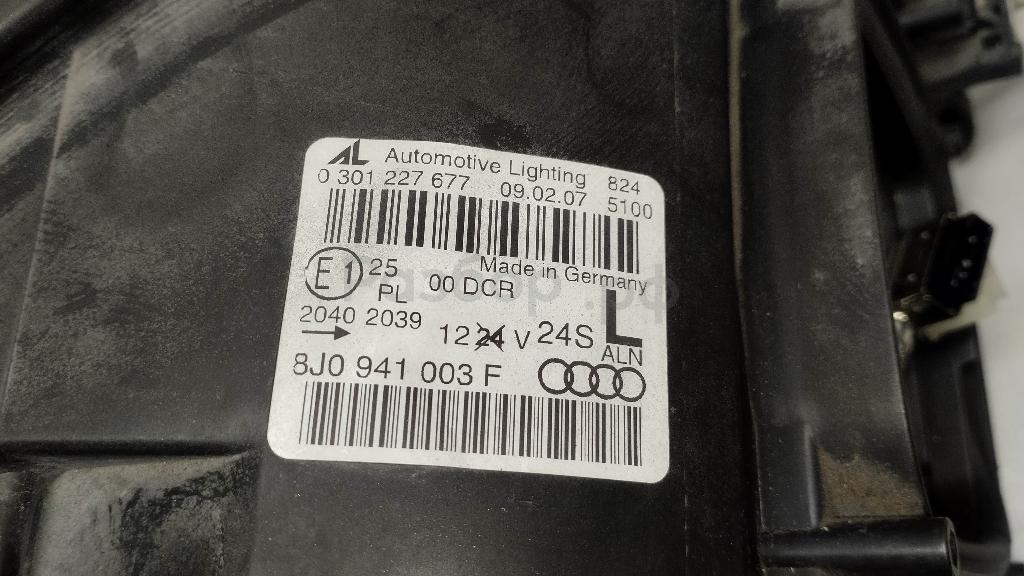 AL Automotive Lighting 824
0 301 227 677 09.02.07 5100
Made in Germany
E1 25 00 DCR
PL
2040 2039
12 24 V 24S L
ALN
8J0 941 003 F